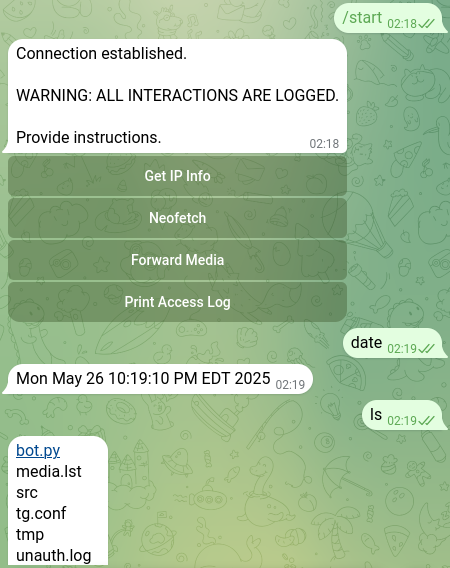 /start 02:18
Connection established.
WARNING: ALL INTERACTIONS ARE LOGGED.
Provide instructions.
02:18
Get IP Info
Neofetch
Forward Media
Print Access Log
date 02:19
Mon May 26 10:19:10 PM EDT 2025 02:19
ls 02:19
bot.py
media.lst
src
tg.conf
tmp
unauth.log